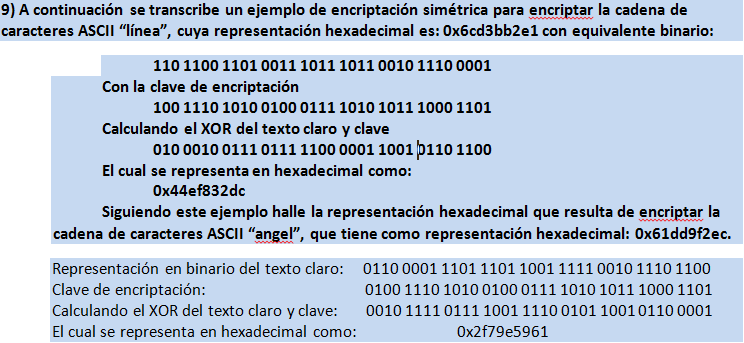 9) A continuación se transcribe un ejemplo de encriptación simétrica para encriptar la cadena de
caracteres ASCII “línea”, cuya representación hexadecimal es: 0x6cd3bb2e1 con equivalente binario:
110 1100 1101 0011 1011 1011 0010 1110 0001
Con la clave de encriptación
100 1110 1010 0100 0111 1010 1011 1000 1101
Calculando el XOR del texto claro y clave
010 0010 0111 0111 1100 0001 1001 0110 1100
El cual se representa en hexadecimal como:
0x44ef832dc
Siguiendo este ejemplo halle la representación hexadecimal que resulta de encriptar la
cadena de caracteres ASCII “angel”, que tiene como representación hexadecimal: 0x61dd9f2ec.
Representación en binario del texto claro: 0110 0001 1101 1101 1001 1111 0010 1110 1100
Clave de encriptación: 0100 1110 1010 0100 0111 1010 1011 1000 1101
Calculando el XOR del texto claro y clave: 0010 1111 0111 1001 1110 0101 1001 0110 0001
El cual se representa en hexadecimal como: 0x2f79e5961